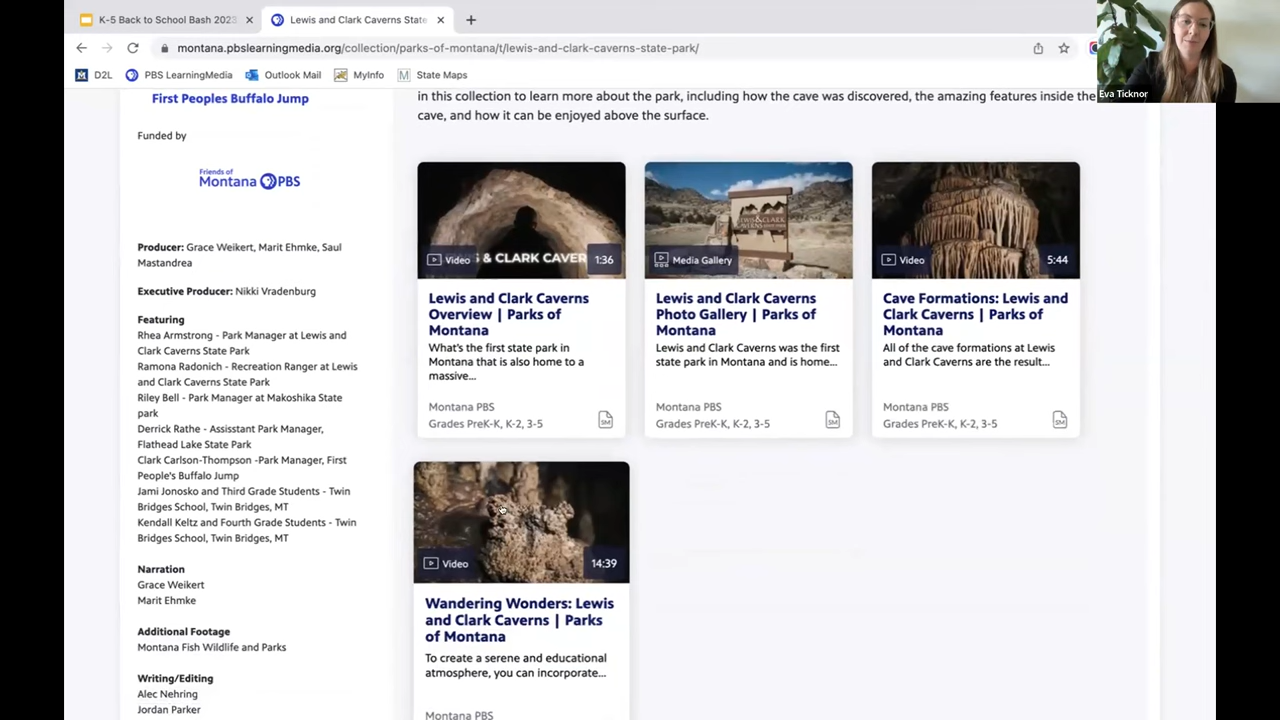 K-5 Back to School Bash 2023
Lewis and Clark Caverns State
montana.pbslearningmedia.org/collection/parks-of-montana/t/lewis-and-clark-caverns-state-park/
D2L
PBS LearningMedia
Outlook Mail
MyInfo
M
State Maps
Eva Ticknor
First Peoples Buffalo Jump
Funded by
Friends of
Montana PBS
Producer: Grace Weikert, Marit Ehmke, Saul
Mastandrea
Executive Producer: Nikki Vradenburg
Featuring
Rhea Armstrong - Park Manager at Lewis and
Clark Caverns State Park
Ramona Radonich - Recreation Ranger at Lewis
and Clark Caverns State Park
Riley Bell - Park Manager at Makoshika State
park
Derrick Rathe - Assisstant Park Manager,
Flathead Lake State Park
Clark Carlson-Thompson -Park Manager, First
People's Buffalo Jump
Jami Jonosko and Third Grade Students - Twin
Bridges School, Twin Bridges, MT
Kendall Keltz and Fourth Grade Students - Twin
Bridges School, Twin Bridges, MT
Narration
Grace Weikert
Marit Ehmke
Additional Footage
Montana Fish Wildlife and Parks
Writing/Editing
Alec Nehring
Jordan Parker
in this collection to learn more about the park, including how the cave was discovered, the amazing features inside the
cave, and how it can be enjoyed above the surface.
S & CLARK CAVER
Video
1:36
Lewis and Clark Caverns
Overview | Parks of
Montana
What's the first state park in
Montana that is also home to a
massive...
Montana PBS
Grades PreK-K, K-2, 3-5
SM
LEWIS & CLARK
CAVERNS
Media Gallery
Lewis and Clark Caverns
Photo Gallery | Parks of
Montana
Lewis and Clark Caverns was the first
state park in Montana and is home...
Montana PBS
Grades PreK-K, K-2, 3-5
SM
Video
5:44
Cave Formations: Lewis and
Clark Caverns | Parks of
Montana
All of the cave formations at Lewis
and Clark Caverns are the result...
Montana PBS
Grades PreK-K, K-2, 3-5
SM
Video
14:39
Wandering Wonders: Lewis
and Clark Caverns | Parks
of Montana
To create a serene and educational
atmosphere, you can incorporate...
Montana PBS